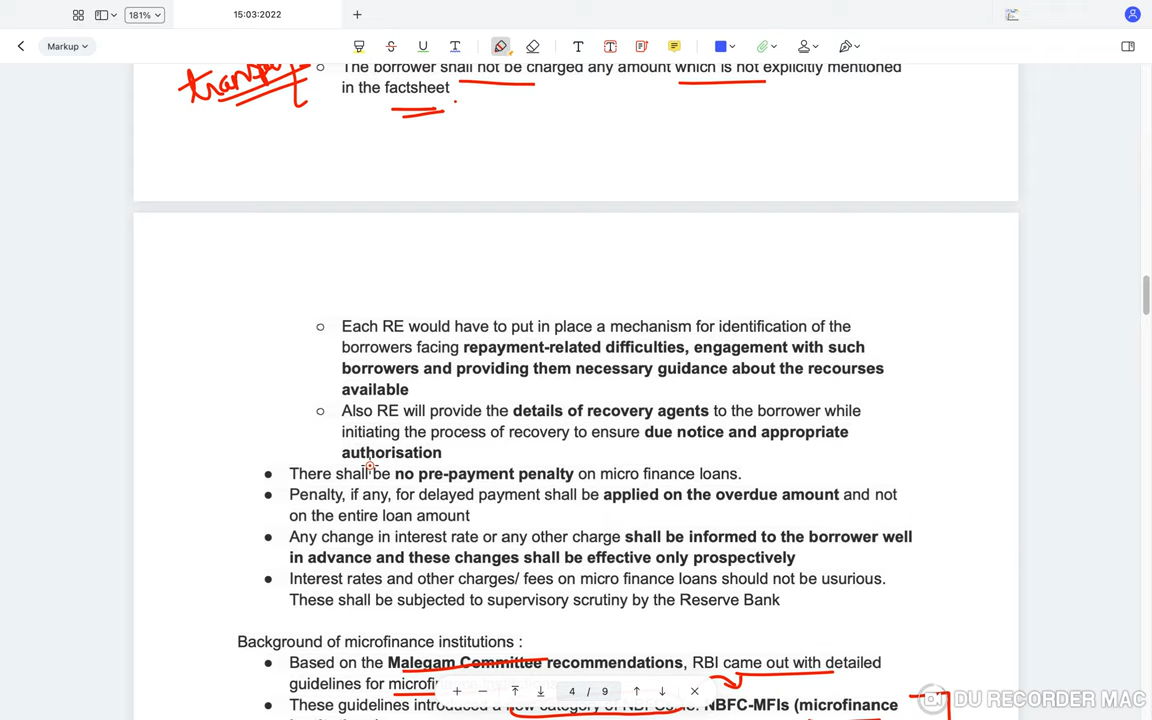 181%
15:03:2022
Markup
The borrower shall not be charged any amount which is not explicitly mentioned
in the factsheet
Each RE would have to put in place a mechanism for identification of the
borrowers facing repayment-related difficulties, engagement with such
borrowers and providing them necessary guidance about the recourses
available
Also RE will provide the details of recovery agents to the borrower while
initiating the process of recovery to ensure due notice and appropriate
authorisation
There shall be no pre-payment penalty on micro finance loans.
Penalty, if any, for delayed payment shall be applied on the overdue amount and not
on the entire loan amount
Any change in interest rate or any other charge shall be informed to the borrower well
in advance and these changes shall be effective only prospectively
Interest rates and other charges/ fees on micro finance loans should not be usurious.
These shall be subjected to supervisory scrutiny by the Reserve Bank
Background of microfinance institutions :
Based on the Malegam Committee recommendations, RBI came out with detailed
guidelines for
These guidelines introduced a new category of NBFC-MFIs (microfinance
4 / 9
DU RECORDER MAC